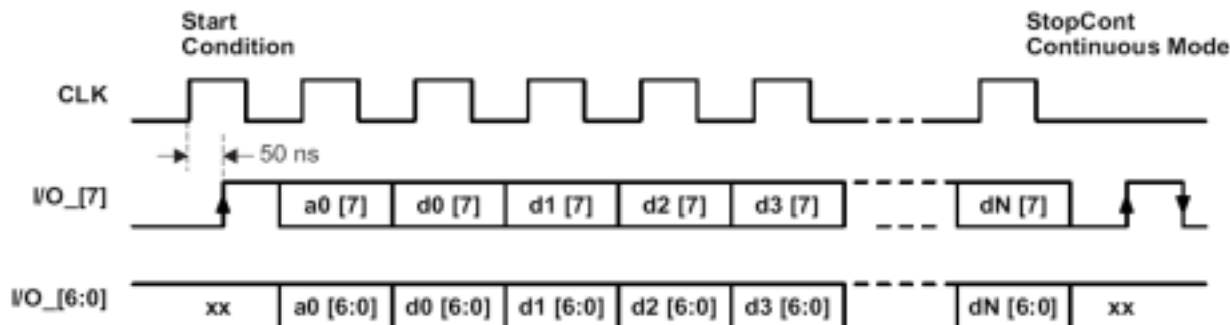 Start
Condition
StopCont
Continuous Mode
CLK
50 ns
I/O_[7]
a0 [7] d0 [7] d1 [7] d2 [7] d3 [7] dN [7]
I/O_[6:0]
xx a0 [6:0] d0 [6:0] d1 [6:0] d2 [6:0] d3 [6:0] dN [6:0] xx